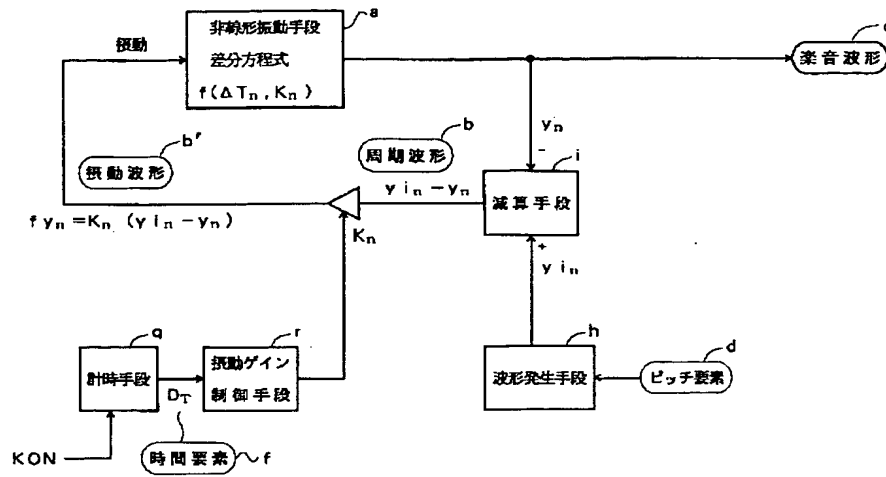 a
非線形振動手段
差分方程式
f(ΔTn, Kn)
摂動
c
楽音波形
b'
摂動波形
b
周期波形
yn
−
i
減算手段
yin−yn
fyn=Kn (yin−yn)
Kn
+
yin
q
計時手段
r
摂動ゲイン
制御手段
h
波形発生手段
d
ピッチ要素
DT
KON
時間要素
f